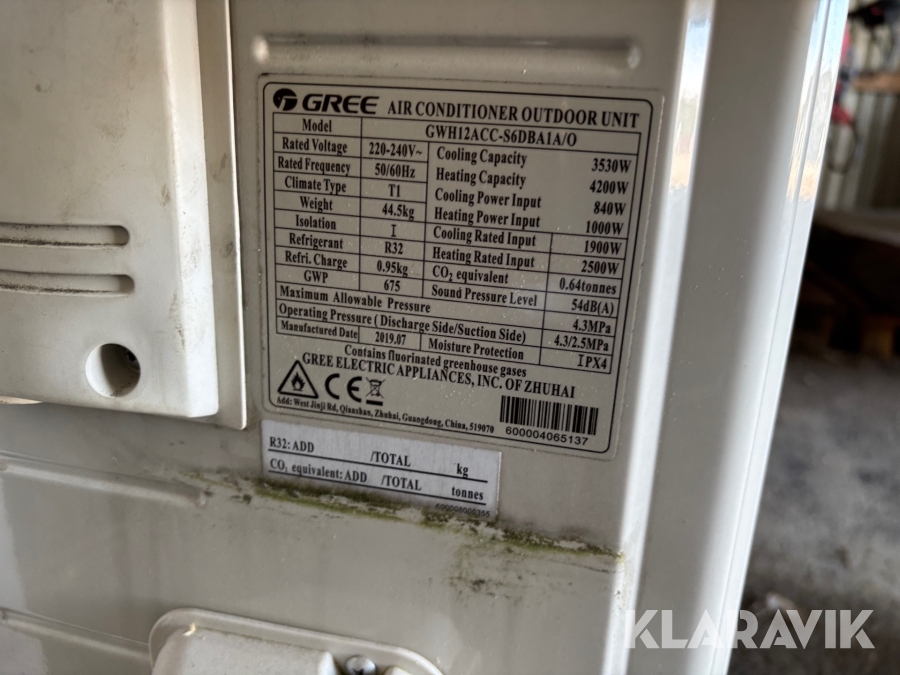 GREE AIR CONDITIONER OUTDOOR UNIT
Model GWH12ACC-S6DBA1A/O
Rated Voltage 220-240V~
Rated Frequency 50/60Hz
Climate Type T1
Weight 44.5kg
Isolation I
Refrigerant R32
Refri. Charge 0.95kg
GWP 675
Cooling Capacity 3530W
Heating Capacity 4200W
Cooling Power Input 840W
Heating Power Input 1000W
Cooling Rated Input 1900W
Heating Rated Input 2500W
CO₂ equivalent 0.64tonnes
Sound Pressure Level 54dB(A)
Maximum Allowable Pressure 4.3MPa
Operating Pressure ( Discharge Side/Suction Side) 4.3/2.5MPa
Manufactured Date 2019.07 Moisture Protection IPX4
Contains fluorinated greenhouse gases
GREE ELECTRIC APPLIANCES, INC. OF ZHUHAI
CE
Add: West Jinji Rd, Qianshan, Zhuhai, Guangdong, China, 519070
600004065137
R32: ADD /TOTAL kg
CO₂ equivalent: ADD /TOTAL tonnes
600008000355
KLARAVIK